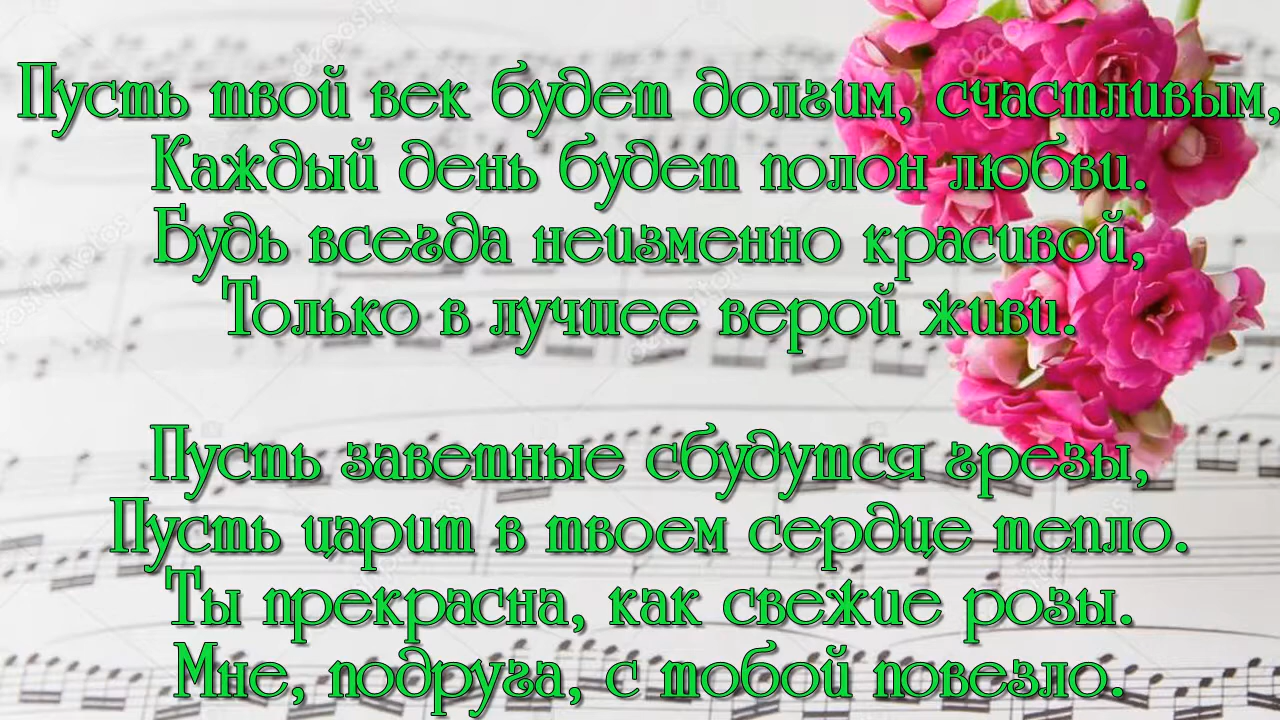 Пусть твой век будет долгим, счастливым,
Каждый день будет полон любви.
Будь всегда неизменно красивой,
Только в лучшее верой живи.
Пусть заветные сбудутся грезы,
Пусть царит в твоем сердце тепло.
Ты прекрасна, как свежие розы.
Мне, подруга, с тобой повезло.
depositphotos